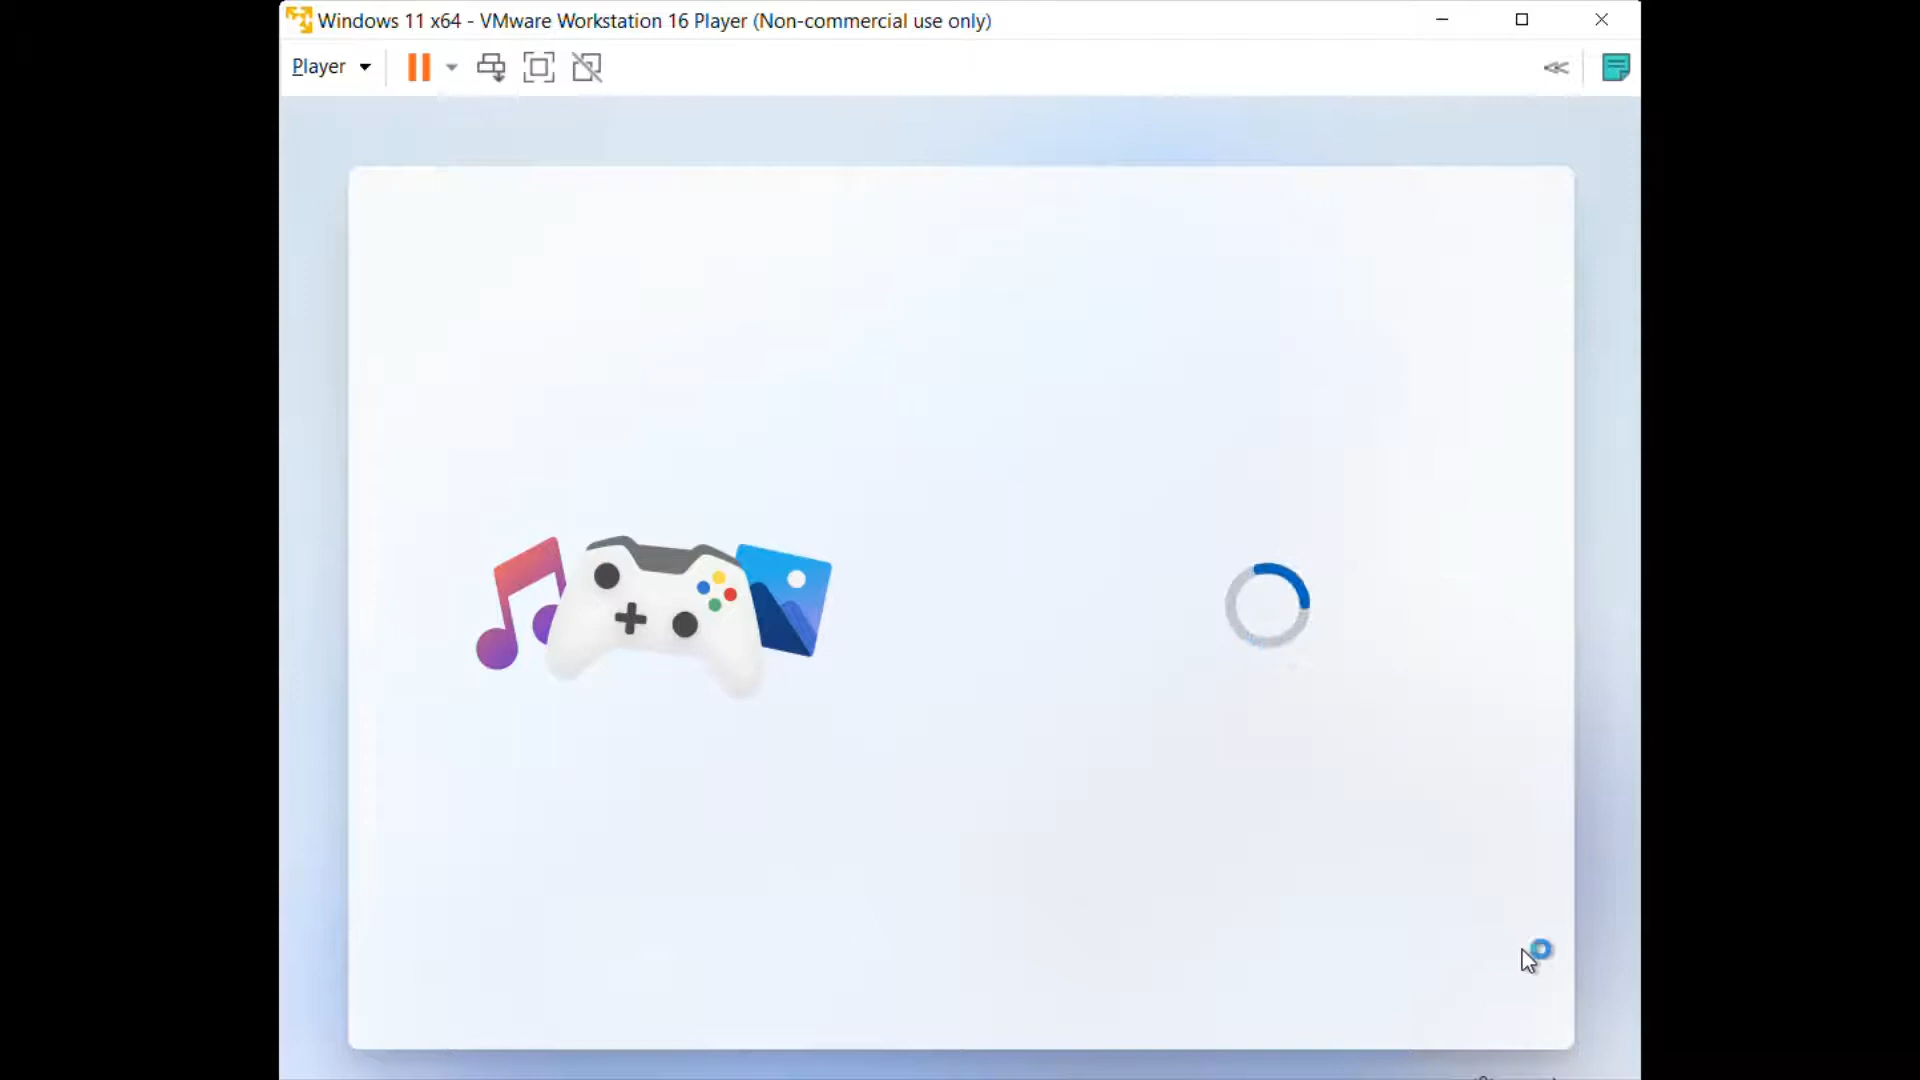 Windows 11 x64 - VMware Workstation 16 Player (Non-commercial use only)
Player